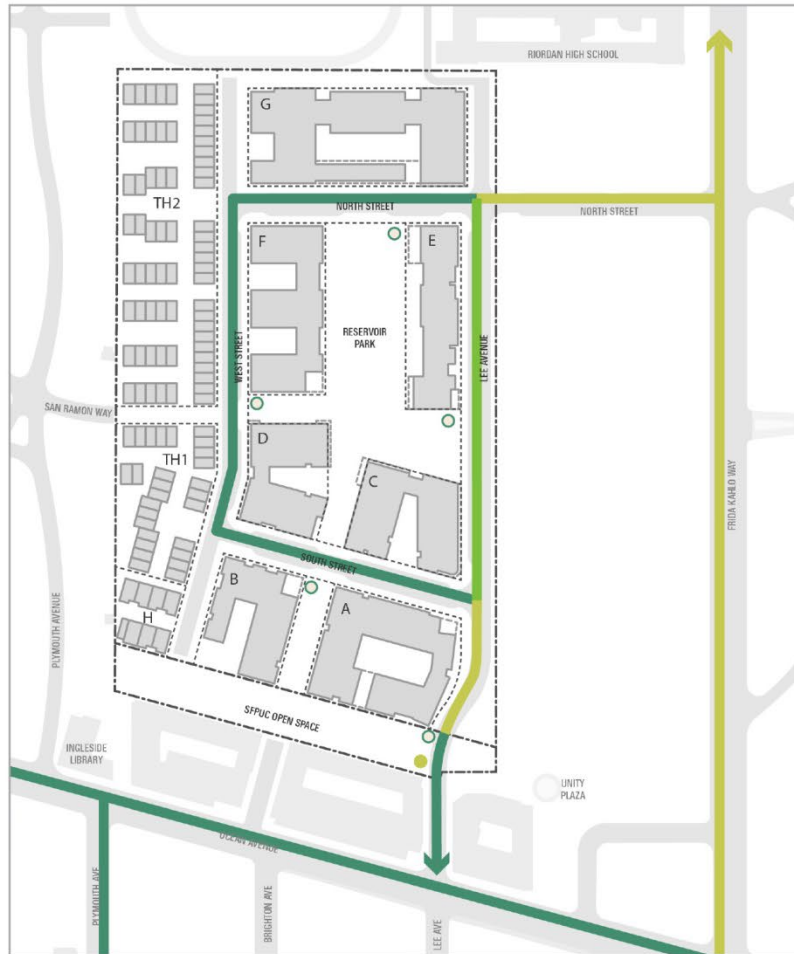 RIORDAN HIGH SCHOOL
G
TH2
NORTH STREET
NORTH STREET
F
E
RESERVOIR
PARK
WEST STREET
LEE AVENUE
SAN RAMON WAY
TH1
D
C
FRIDA KAHLO WAY
SOUTH STREET
B
A
H
PLYMOUTH AVENUE
SFPUC OPEN SPACE
INGLESIDE
LIBRARY
UNITY
PLAZA
OCEAN AVENUE
PLYMOUTH AVE
BRIGHTON AVE
LEE AVE